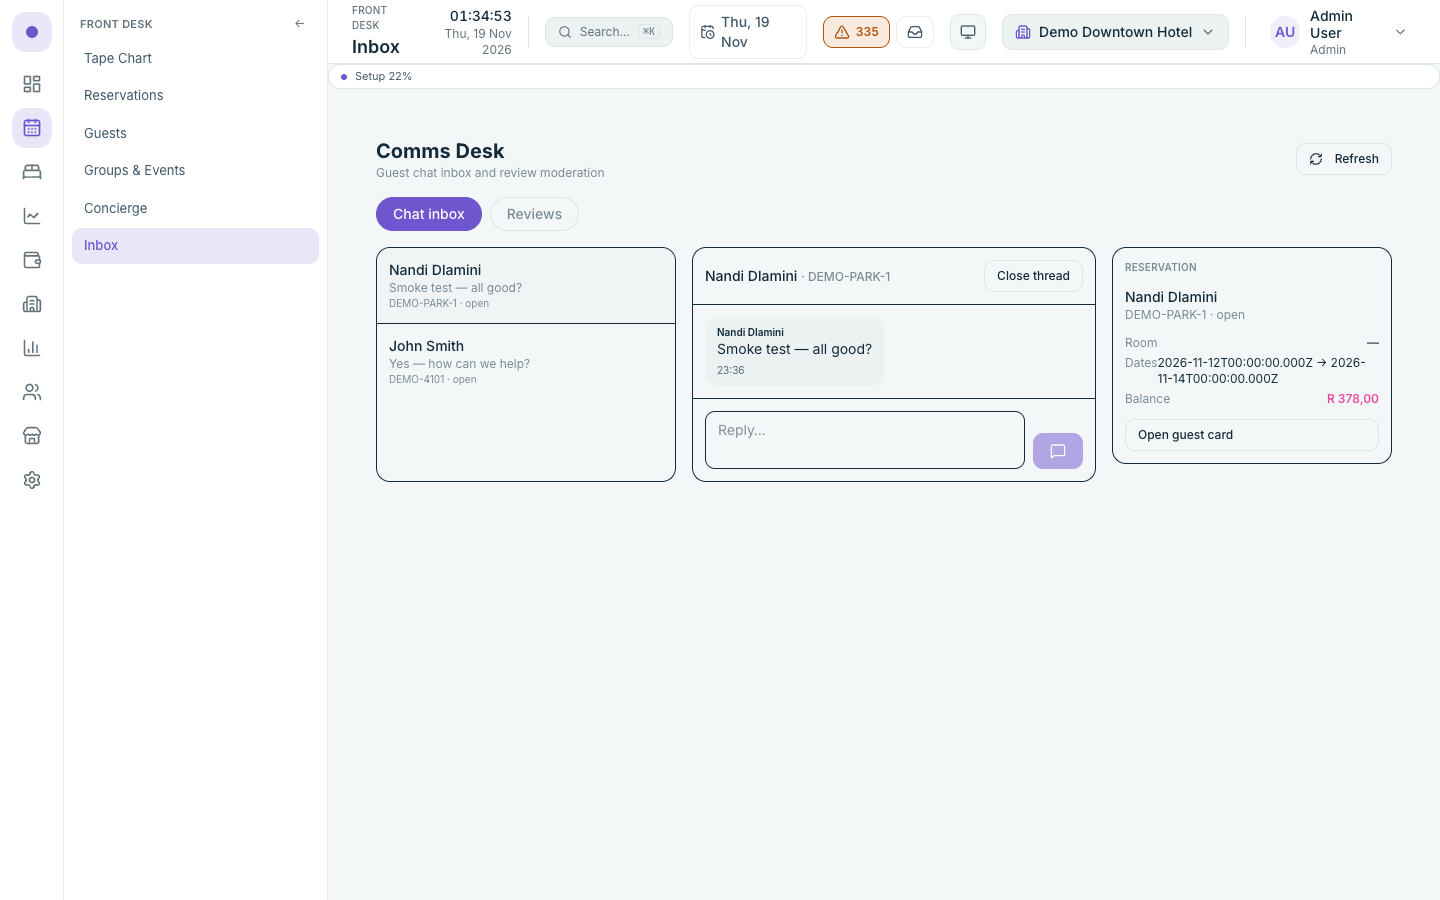 FRONT DESK
Tape Chart
Reservations
Guests
Groups & Events
Concierge
Inbox
FRONT
DESK
Inbox
01:34:53
Thu, 19 Nov
2026
Search...
⌘K
Thu, 19
Nov
335
Demo Downtown Hotel
AU
Admin
User
Admin
Setup 22%
Comms Desk
Guest chat inbox and review moderation
Refresh
Chat inbox
Reviews
Nandi Dlamini
Smoke test — all good?
DEMO-PARK-1 · open
John Smith
Yes — how can we help?
DEMO-4101 · open
Nandi Dlamini · DEMO-PARK-1
Close thread
Nandi Dlamini
Smoke test — all good?
23:36
Reply...
RESERVATION
Nandi Dlamini
DEMO-PARK-1 · open
Room —
Dates 2026-11-12T00:00:00.000Z → 2026-
11-14T00:00:00.000Z
Balance R 378,00
Open guest card